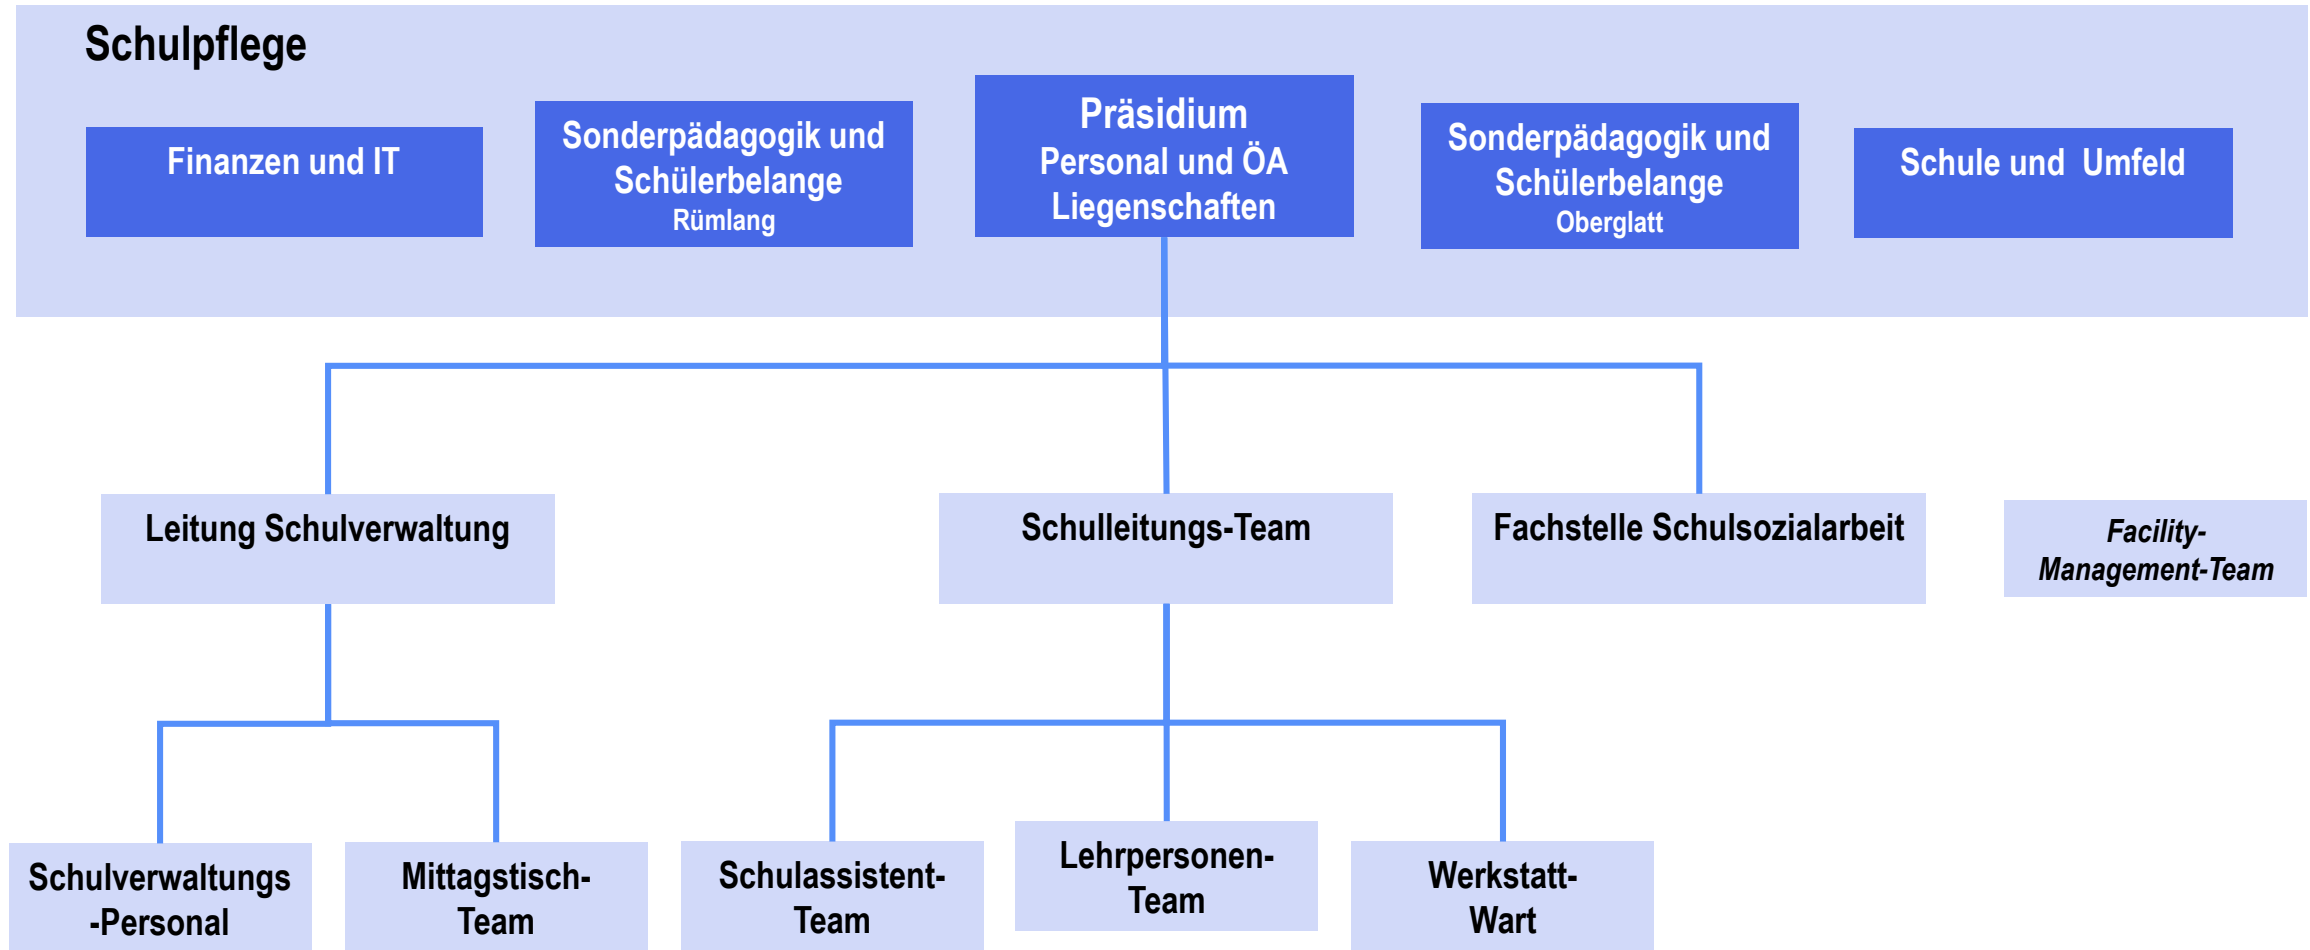 Schulpflege
Finanzen und IT
Sonderpädagogik und
Schülerbelange
Rümlang
Präsidium
Personal und ÖA
Liegenschaften
Sonderpädagogik und
Schülerbelange
Oberglatt
Schule und  Umfeld
Leitung Schulverwaltung
Schulleitungs-Team
Fachstelle Schulsozialarbeit
Facility-
Management-Team
Schulverwaltungs
-Personal
Mittagstisch-
Team
Schulassistent-
Team
Lehrpersonen-
Team
Werkstatt-
Wart